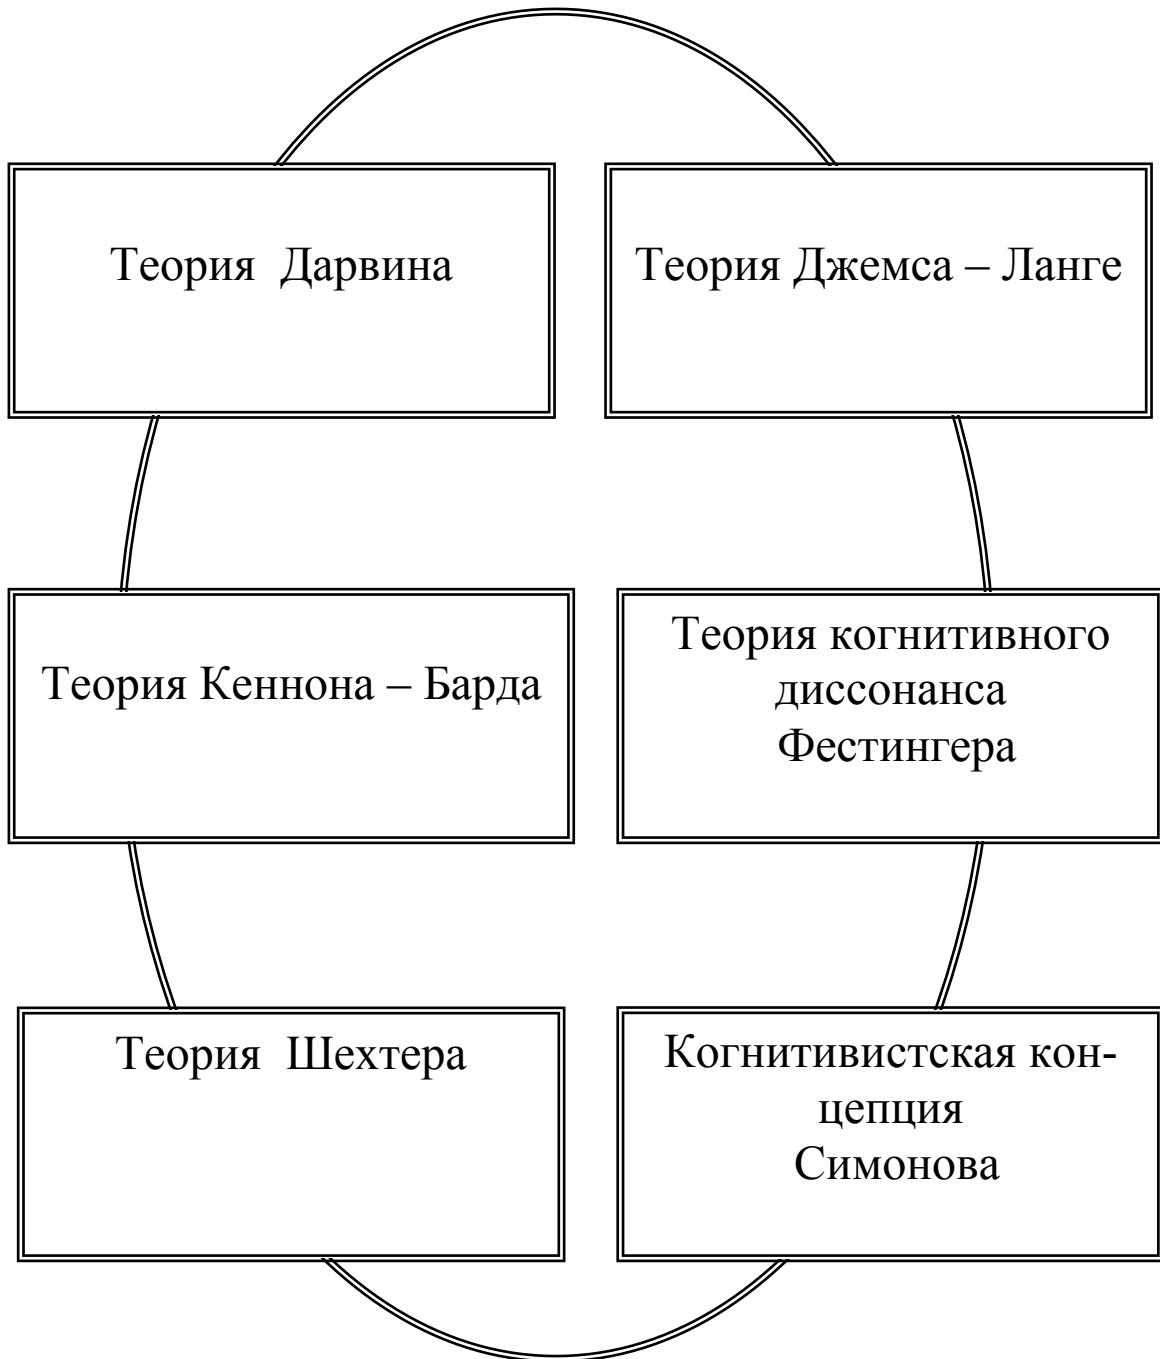 Теория Дарвина
Теория Джемса – Ланге
Теория Кеннона – Барда
Теория когнитивного
диссонанса
Фестингера
Теория Шехтера
Когнитивистская кон-
цепция
Симонова